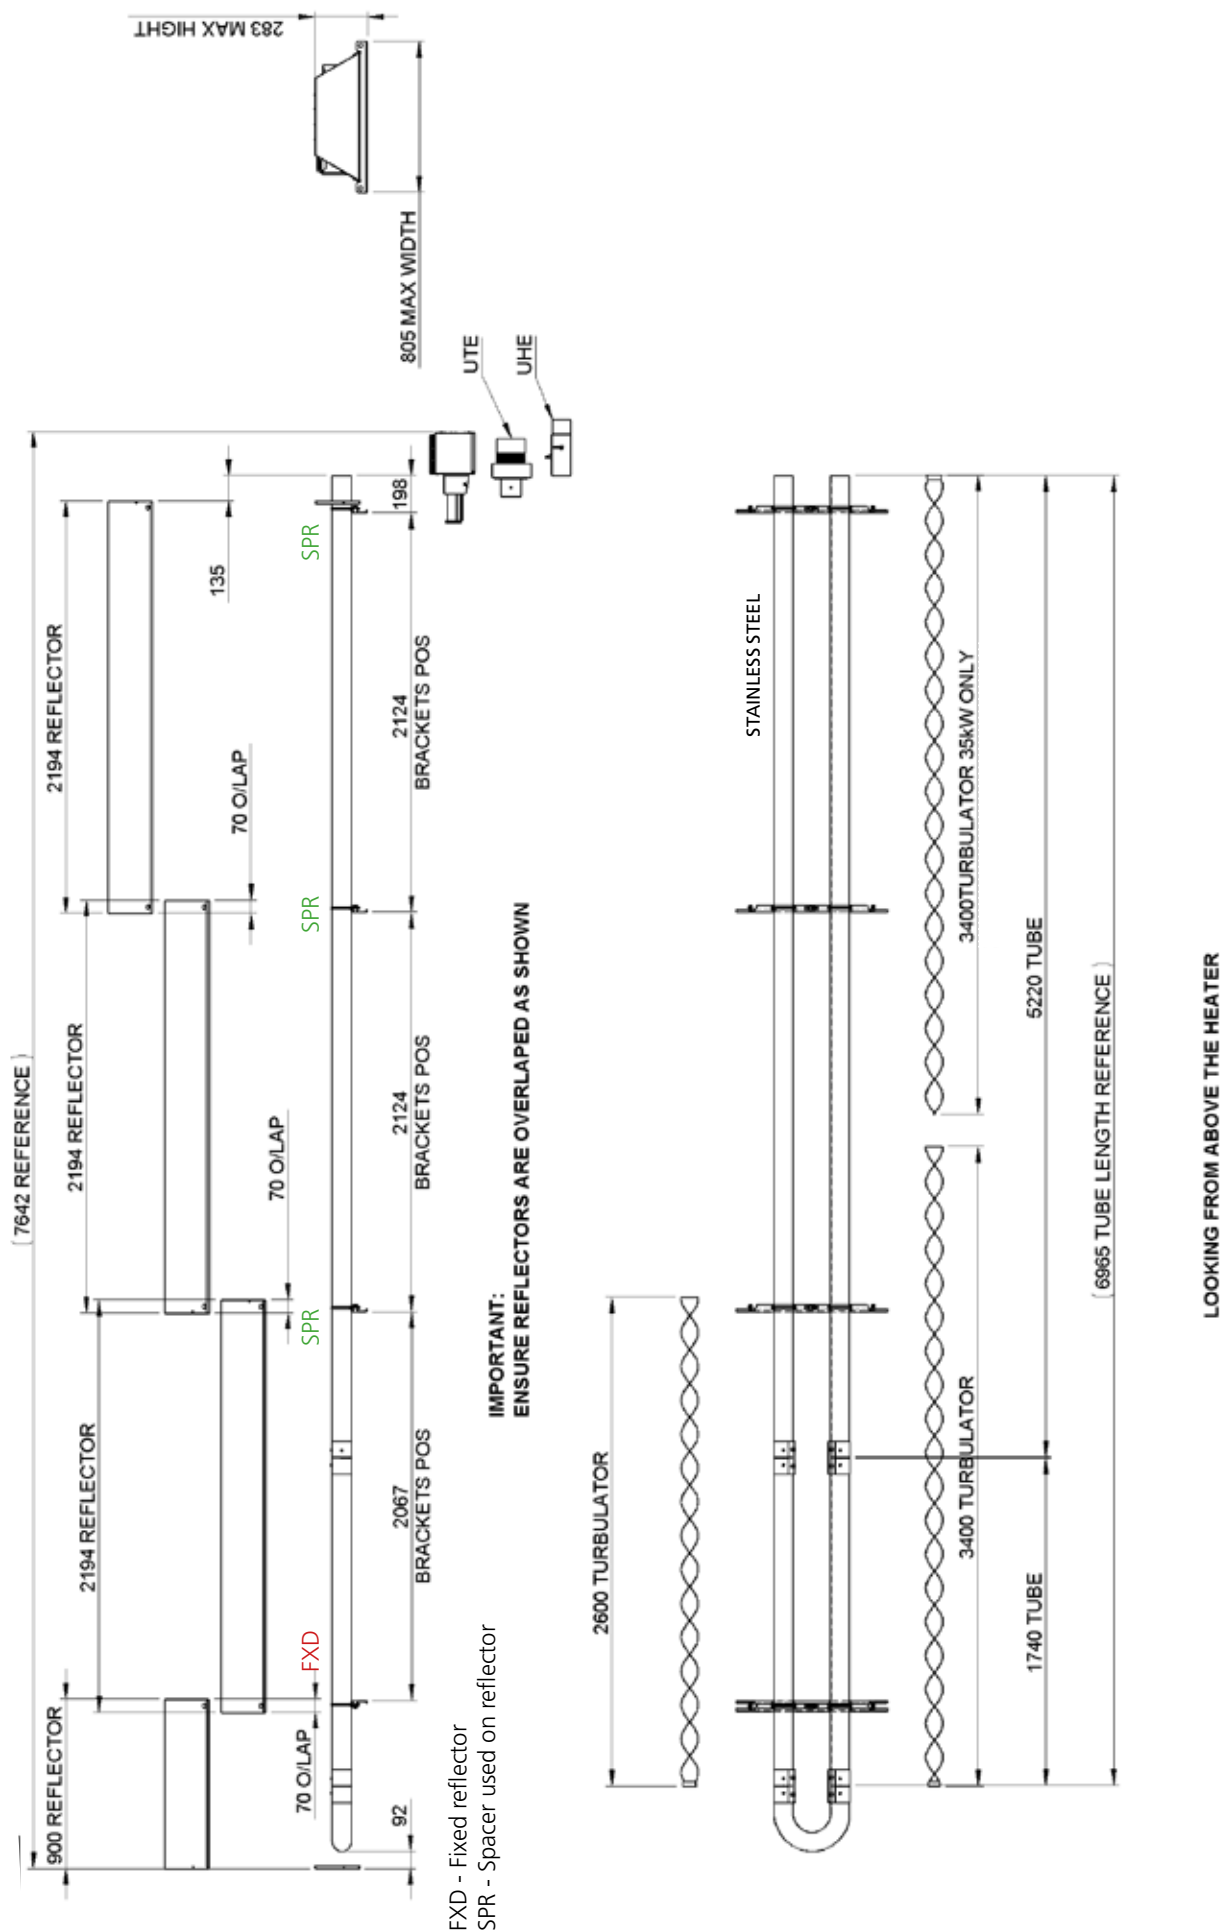 [ 7642 REFERENCE ]
900 REFLECTOR
2194 REFLECTOR
2194 REFLECTOR
2194 REFLECTOR
70 O/LAP
70 O/LAP
70 O/LAP
135
FXD
SPR
SPR
SPR
92
2067
BRACKETS POS
2124
BRACKETS POS
2124
BRACKETS POS
198
UTE
UHE
805 MAX WIDTH
283 MAX HIGHT
FXD - Fixed reflector
SPR - Spacer used on reflector
IMPORTANT:
ENSURE REFLECTORS ARE OVERLAPED AS SHOWN
2600 TURBULATOR
STAINLESS STEEL
3400 TURBULATOR
3400TURBULATOR 35kW ONLY
1740 TUBE
5220 TUBE
[ 6965 TUBE LENGTH REFERENCE ]
LOOKING FROM ABOVE THE HEATER